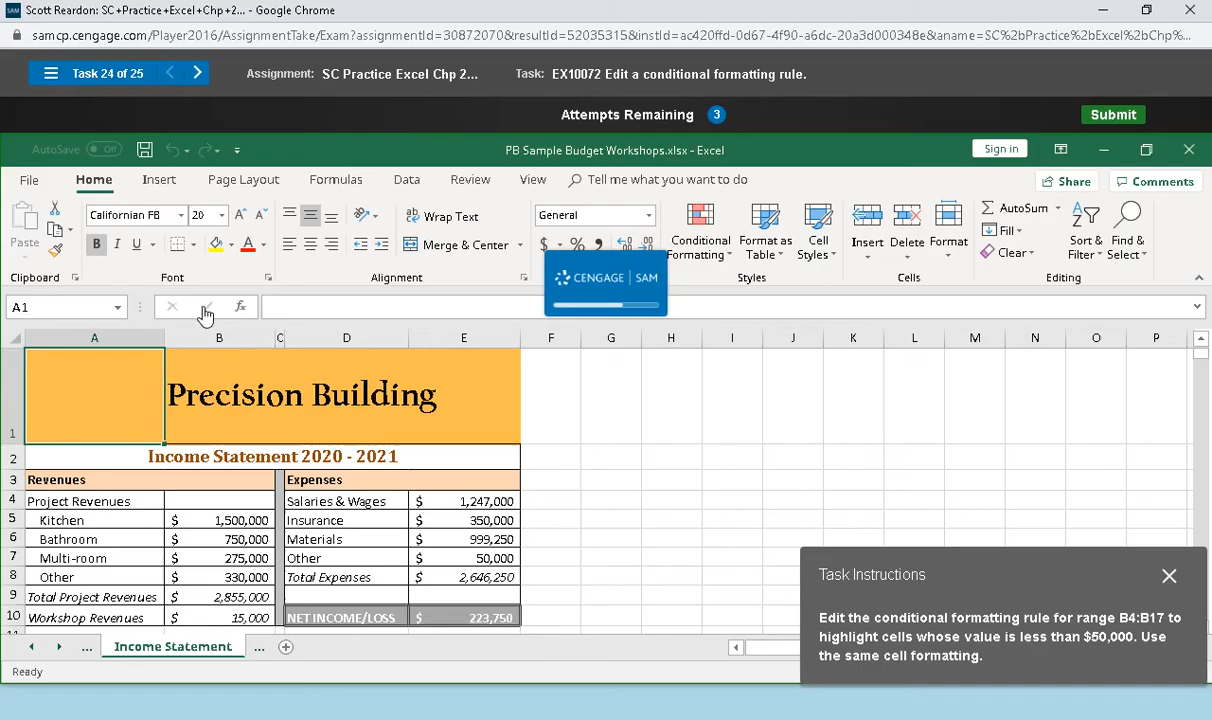 Scott Reardon: SC+Practice+Excel+Chp+2... - Google Chrome
samcp.cengage.com/Player2016/AssignmentTake/Exam?assignmentId=30872070&resultId=52035315&instId=ac420ffd-0d67-4f90-a6dc-20a3d000348e&aname=SC%2bPractice%2bExcel%2bChp%...
Task 24 of 25 Assignment: SC Practice Excel Chp 2... Task: EX10072 Edit a conditional formatting rule.
Attempts Remaining 3 Submit
AutoSave Off PB Sample Budget Workshops.xlsx - Excel Sign in
File Home Insert Page Layout Formulas Data Review View Tell me what you want to do Share Comments
Californian FB 20 Wrap Text General AutoSum
Paste B I U A Merge & Center $ % , Conditional Formatting Format as Table Cell Styles Insert Delete Format Fill Clear Sort & Filter Find & Select
Clipboard Font Alignment Styles Cells Editing
CENGAGE | SAM
A1 fx
A B C D E F G H I J K L M N O P
1 Precision Building
2 Income Statement 2020 - 2021
3 Revenues Expenses
4 Project Revenues Salaries & Wages $ 1,247,000
5 Kitchen $ 1,500,000 Insurance $ 350,000
6 Bathroom $ 750,000 Materials $ 999,250
7 Multi-room $ 275,000 Other $ 50,000
8 Other $ 330,000 Total Expenses $ 2,646,250
9 Total Project Revenues $ 2,855,000
10 Workshop Revenues $ 15,000 NET INCOME/LOSS $ 223,750
... Income Statement ...
Ready
Task Instructions
Edit the conditional formatting rule for range B4:B17 to
highlight cells whose value is less than $50,000. Use
the same cell formatting.